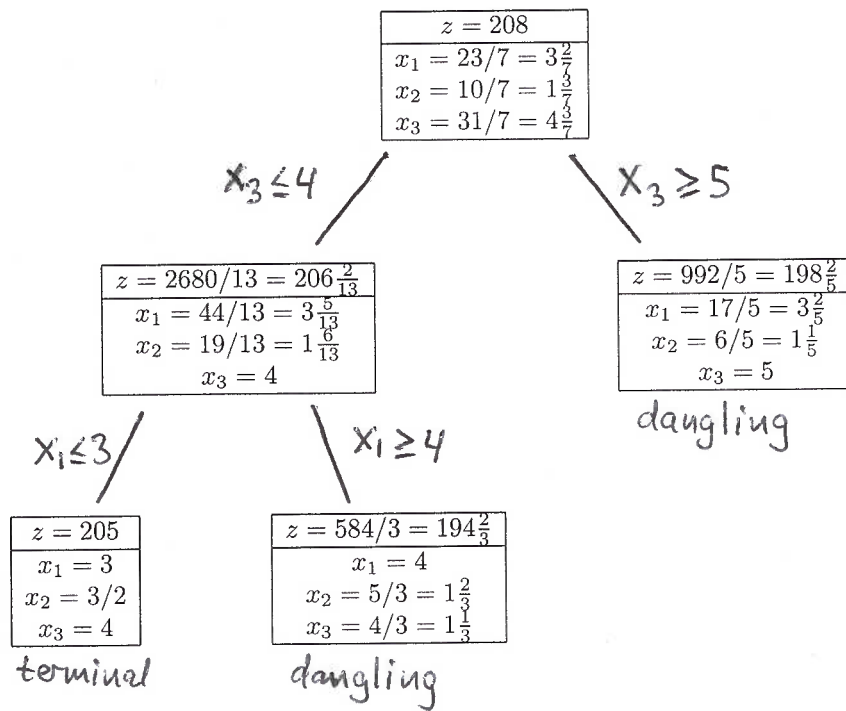 z = 208
x₁ = 23/7 = 3 2/7
x₂ = 10/7 = 1 3/7
x₃ = 31/7 = 4 3/7
x₃ ≤ 4
x₃ ≥ 5
z = 2680/13 = 206 2/13
x₁ = 44/13 = 3 5/13
x₂ = 19/13 = 1 6/13
x₃ = 4
z = 992/5 = 198 2/5
x₁ = 17/5 = 3 2/5
x₂ = 6/5 = 1 1/5
x₃ = 5
dangling
x₁ ≤ 3
x₁ ≥ 4
z = 205
x₁ = 3
x₂ = 3/2
x₃ = 4
terminal
z = 584/3 = 194 2/3
x₁ = 4
x₂ = 5/3 = 1 2/3
x₃ = 4/3 = 1 1/3
dangling